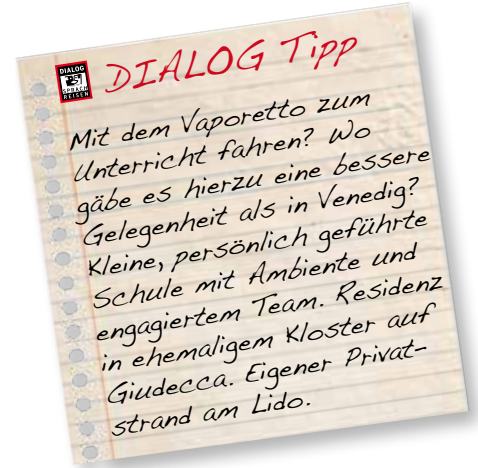 DIALOG
SPRACH
REISEN
DIALOG Tipp
Mit dem Vaporetto zum
Unterricht fahren? Wo
gäbe es hierzu eine bessere
Gelegenheit als in Venedig?
Kleine, persönlich geführte
Schule mit Ambiente und
engagiertem Team. Residenz
in ehemaligem Kloster auf
Giudecca. Eigener Privat-
strand am Lido.